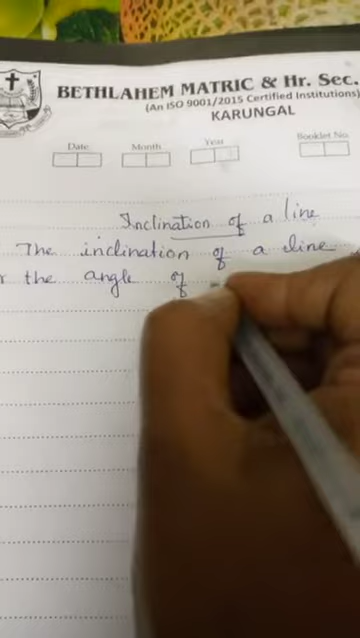 BETHLAHEM MATRIC & Hr. Sec.
(An ISO 9001/2015 Certified Institutions)
KARUNGAL
Date Month Year Booklet No.
Inclination of a line
The inclination of a line
the angle of